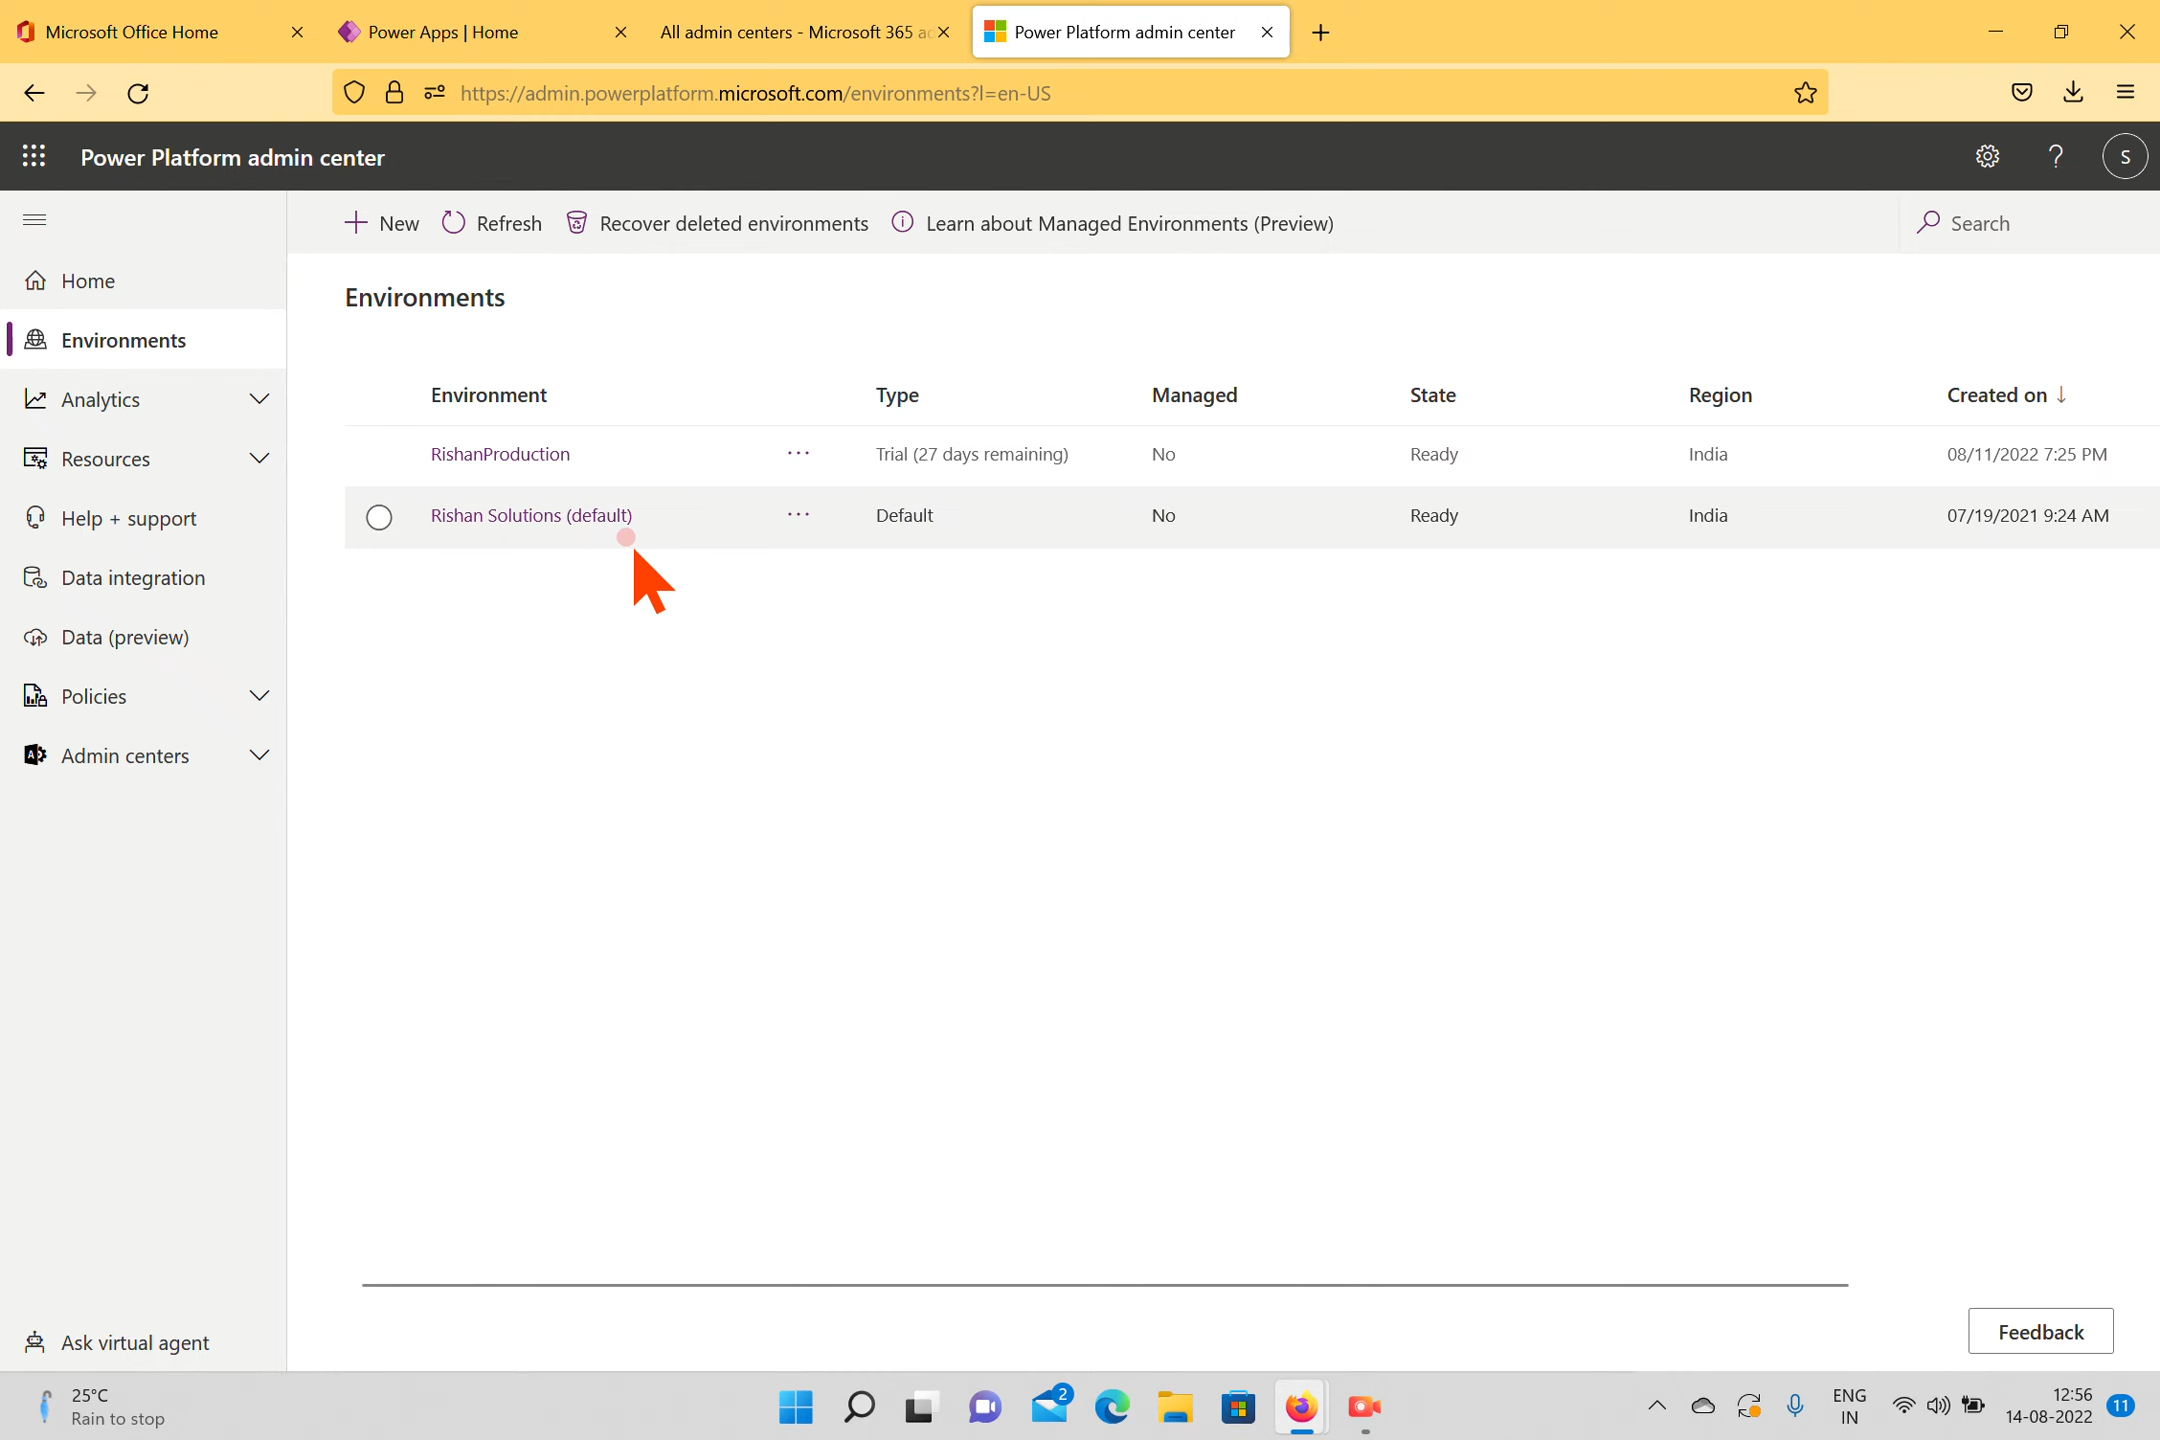 Microsoft Office Home
Power Apps | Home
All admin centers - Microsoft 365 a
Power Platform admin center
https://admin.powerplatform.microsoft.com/environments?l=en-US
Power Platform admin center
S
New
Refresh
Recover deleted environments
Learn about Managed Environments (Preview)
Search
Home
Environments
Analytics
Resources
Help + support
Data integration
Data (preview)
Policies
Admin centers
Ask virtual agent
Environments
Environment Type Managed State Region Created on ↓
RishanProduction ··· Trial (27 days remaining) No Ready India 08/11/2022 7:25 PM
Rishan Solutions (default) ··· Default No Ready India 07/19/2021 9:24 AM
Feedback
25°C
Rain to stop
2
ENG
IN
12:56
14-08-2022
11